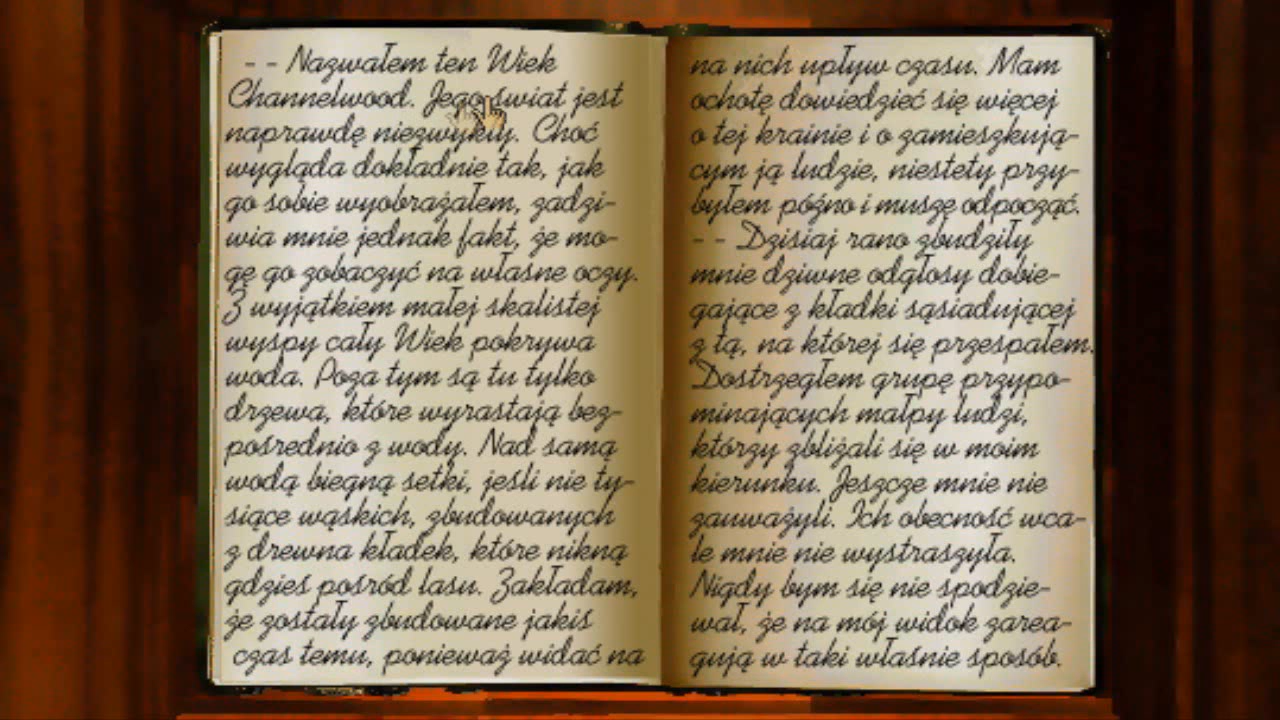 -- Nazwałem ten Wiek
Channelwood. Jego świat jest
naprawdę niezwykły. Choć
wygląda dokładnie tak, jak
go sobie wyobrażałem, zadzi-
wia mnie jednak fakt, że mo-
gę go zobaczyć na własne oczy.
Z wyjątkiem małej skalistej
wyspy cały Wiek pokrywa
woda. Poza tym są tu tylko
drzewa, które wyrastają bez-
pośrednio z wody. Nad samą
wodą biegną setki, jeśli nie ty-
siące wąskich, zbudowanych
z drewna kładek, które nikną
gdzieś pośród lasu. Zakładam,
że zostały zbudowane jakiś
czas temu, ponieważ widać na
na nich upływ czasu. Mam
ochotę dowiedzieć się więcej
o tej krainie i o zamieszkują-
cym ją ludzie, niestety przy-
byłem późno i muszę odpocząć.
-- Dzisiaj rano zbudziły
mnie dziwne odgłosy dobie-
gające z kładki sąsiadującej
z tą, na której się przespałem.
Dostrzegłem grupę przypo-
minających małpy ludzi,
którzy zbliżali się w moim
kierunku. Jeszcze mnie nie
zauważyli. Ich obecność wca-
le mnie nie wystraszyła.
Nigdy bym się nie spodzie-
wał, że na mój widok zarea-
gują w taki właśnie sposób.